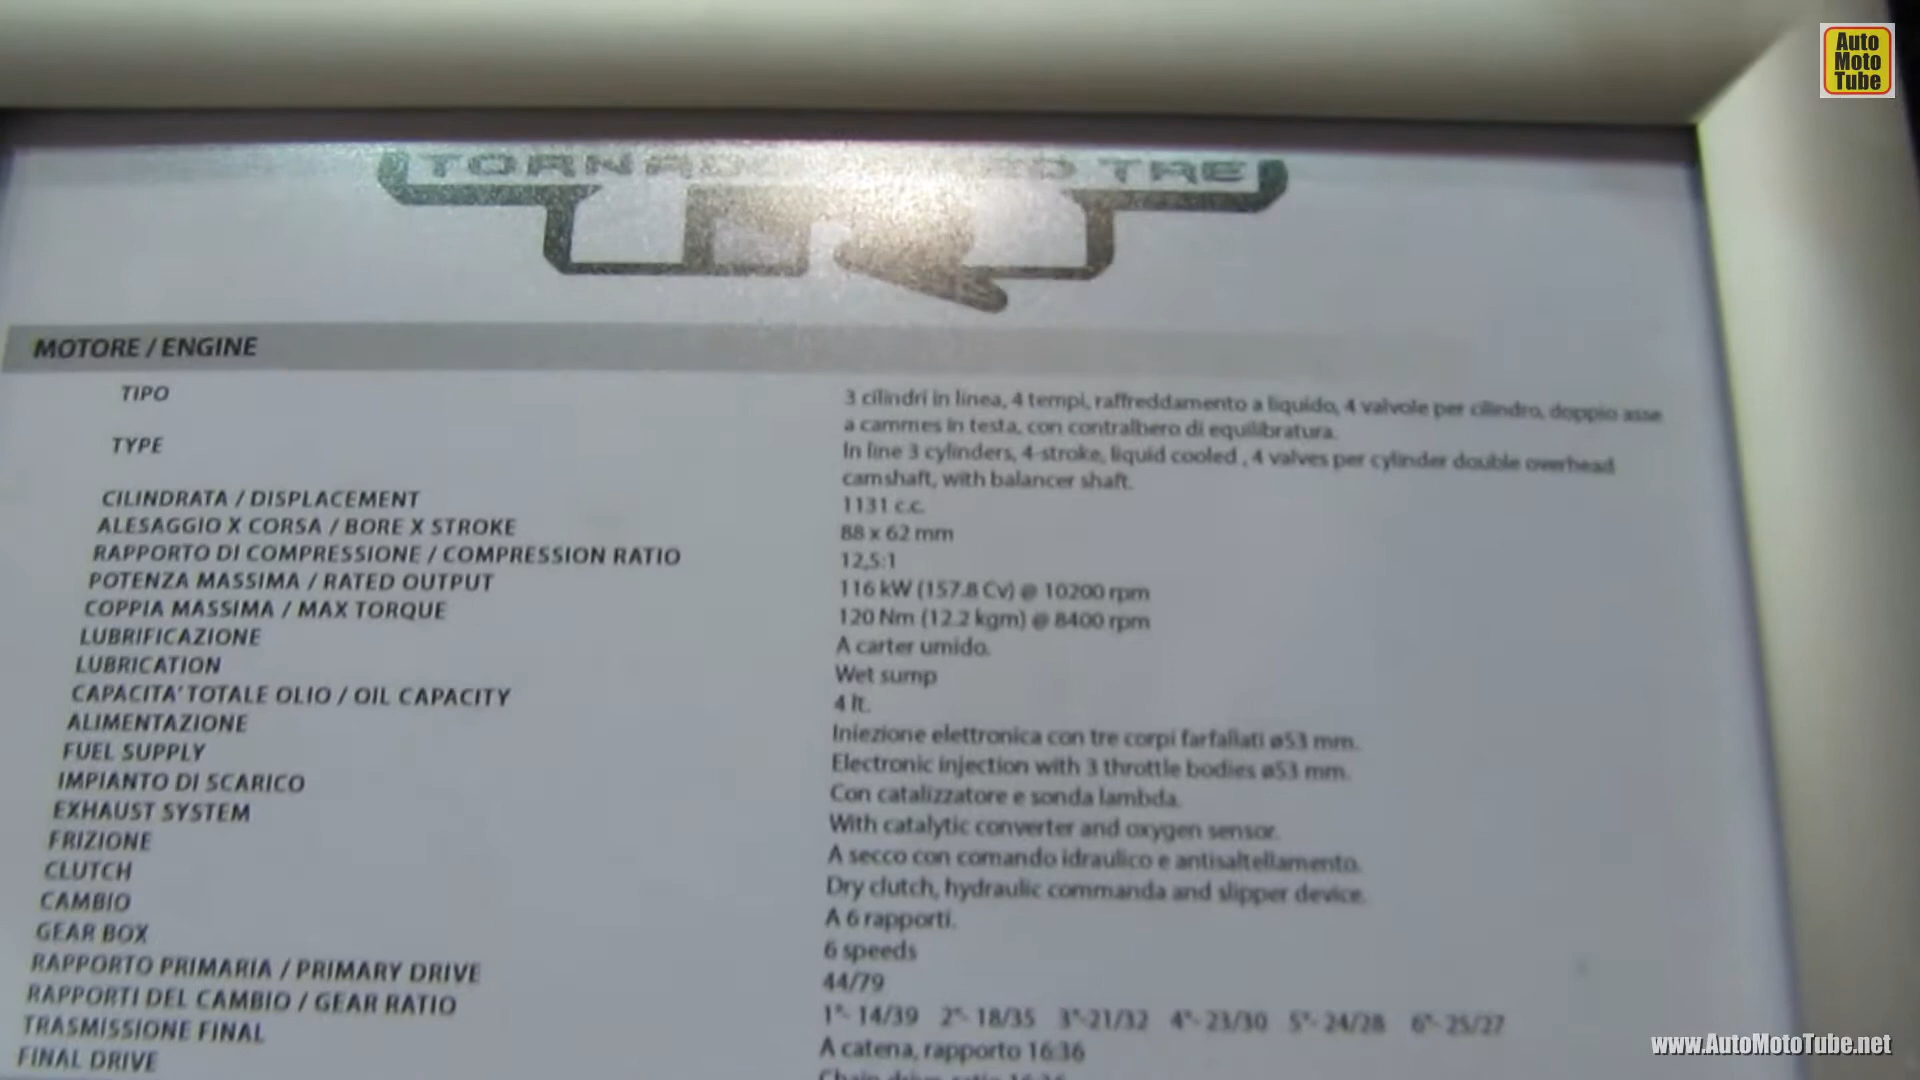 Auto
Moto
Tube
TORNADO TRE
MOTORE / ENGINE
TIPO 3 cilindri in linea, 4 tempi, raffreddamento a liquido, 4 valvole per cilindro, doppio asse
a cammes in testa, con contralbero di equilibratura.
TYPE In line 3 cylinders, 4-stroke, liquid cooled , 4 valves per cylinder double overhead
camshaft, with balancer shaft.
CILINDRATA / DISPLACEMENT 1131 c.c.
ALESAGGIO X CORSA / BORE X STROKE 88 x 62 mm
RAPPORTO DI COMPRESSIONE / COMPRESSION RATIO 12,5:1
POTENZA MASSIMA / RATED OUTPUT 116 kW (157.8 Cv) @ 10200 rpm
COPPIA MASSIMA / MAX TORQUE 120 Nm (12.2 kgm) @ 8400 rpm
LUBRIFICAZIONE A carter umido.
LUBRICATION Wet sump
CAPACITA' TOTALE OLIO / OIL CAPACITY 4 lt.
ALIMENTAZIONE Iniezione elettronica con tre corpi farfallati ø53 mm.
FUEL SUPPLY Electronic injection with 3 throttle bodies ø53 mm.
IMPIANTO DI SCARICO Con catalizzatore e sonda lambda.
EXHAUST SYSTEM With catalytic converter and oxygen sensor.
FRIZIONE A secco con comando idraulico e antisaltellamento.
CLUTCH Dry clutch, hydraulic commanda and slipper device.
CAMBIO A 6 rapporti.
GEAR BOX 6 speeds
RAPPORTO PRIMARIA / PRIMARY DRIVE 44/79
RAPPORTI DEL CAMBIO / GEAR RATIO 1°- 14/39 2°- 18/35 3°-21/32 4°- 23/30 5°- 24/28 6°- 25/27
TRASMISSIONE FINAL A catena, rapporto 16:36
FINAL DRIVE Chain drive, ratio 16:36
www.AutoMotoTube.net